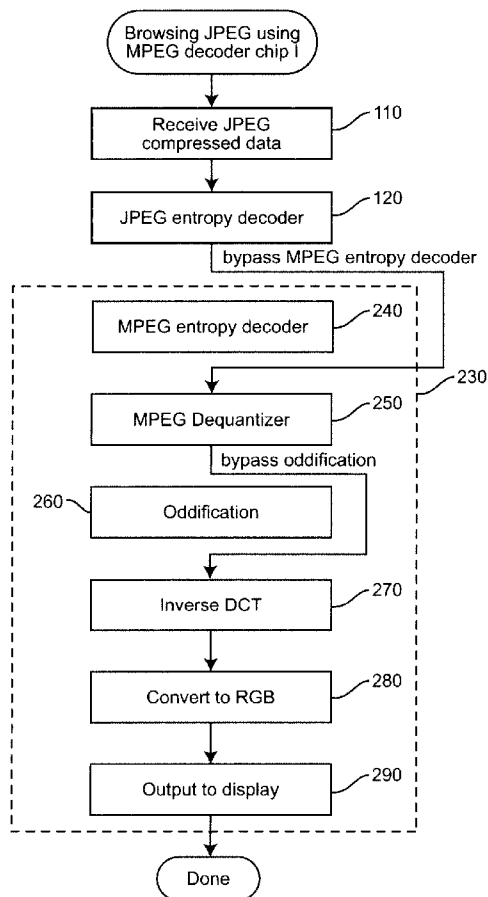 Browsing JPEG using
MPEG decoder chip I
Receive JPEG
compressed data
110
JPEG entropy decoder
120
bypass MPEG entropy decoder
MPEG entropy decoder
240
230
MPEG Dequantizer
250
bypass oddification
260
Oddification
Inverse DCT
270
Convert to RGB
280
Output to display
290
Done